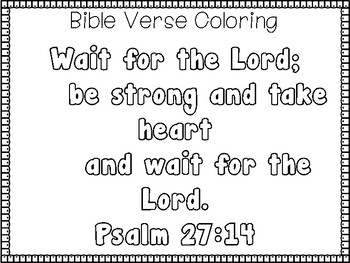 Bible Verse Coloring
Wait for the Lord;
be strong and take
heart
and wait for the
Lord.
Psalm 27:14